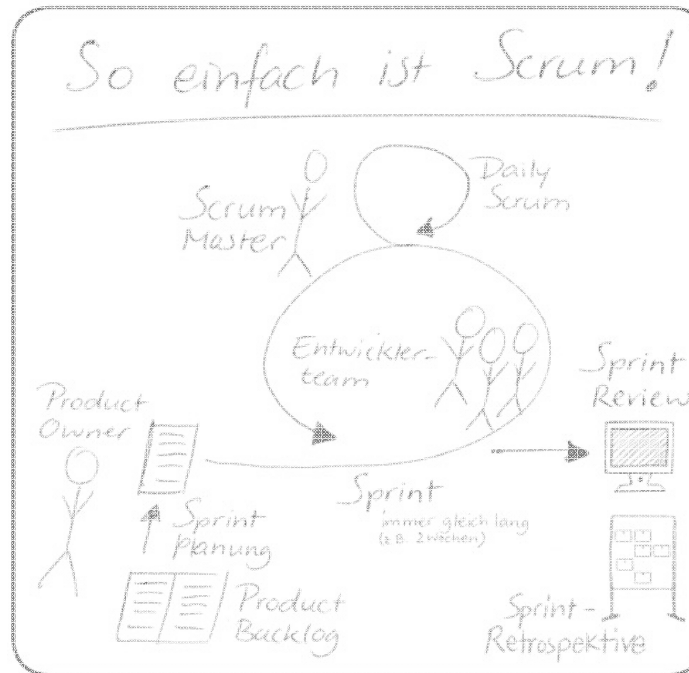 So einfach ist Scrum!
Daily
Scrum
Scrum
Master
Entwickler-
team
Sprint
Review
Product
Owner
Sprint
planung
Sprint
immer gleich lang
(z.B. 2 Wochen)
Product
Backlog
Sprint-
Retrospektive